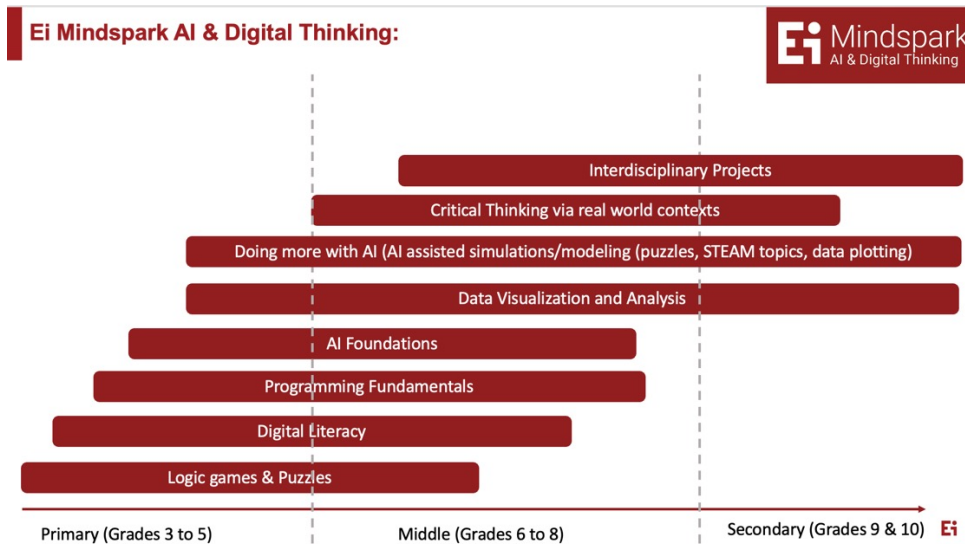 Ei Mindspark AI & Digital Thinking:
Ei Mindspark
AI & Digital Thinking
Interdisciplinary Projects
Critical Thinking via real world contexts
Doing more with AI (AI assisted simulations/modeling (puzzles, STEAM topics, data plotting)
Data Visualization and Analysis
AI Foundations
Programming Fundamentals
Digital Literacy
Logic games & Puzzles
Primary (Grades 3 to 5)
Middle (Grades 6 to 8)
Secondary (Grades 9 & 10)
Ei